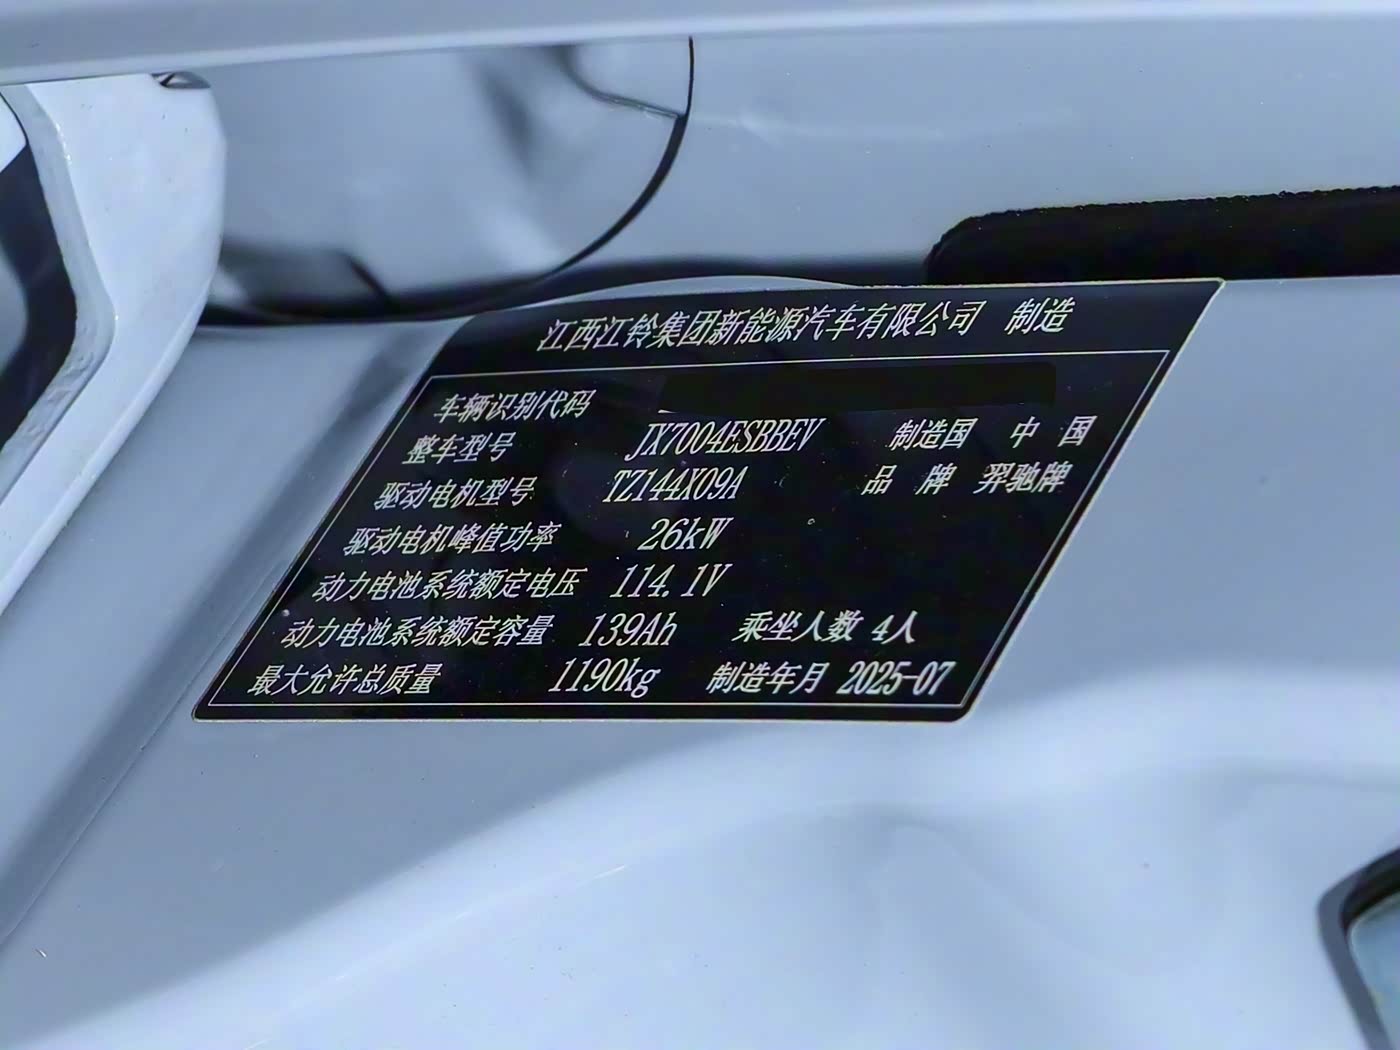 江西江铃集团新能源汽车有限公司 制造
车辆识别代码
整车型号 JX7004ESBBEV 制造国 中 国
驱动电机型号 TZ144X09A 品 牌 羿驰牌
驱动电机峰值功率 26kW
动力电池系统额定电压 114.1V
动力电池系统额定容量 139Ah 乘坐人数 4人
最大允许总质量 1190kg 制造年月 2025-07